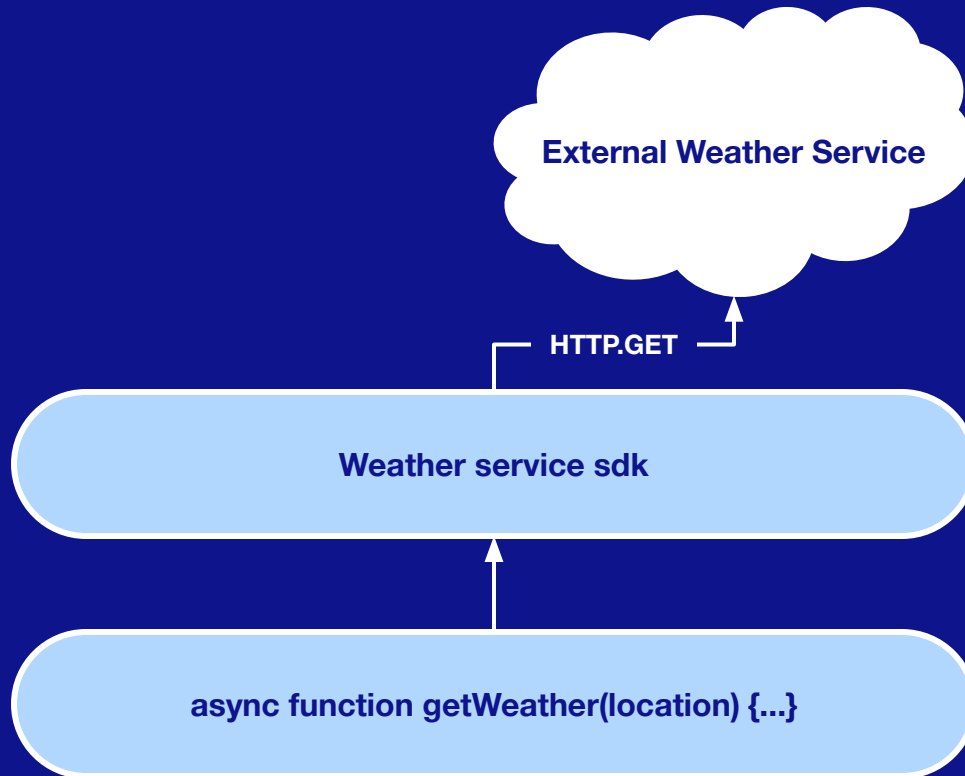 External Weather Service
HTTP.GET
Weather service sdk
async function getWeather(location) {...}